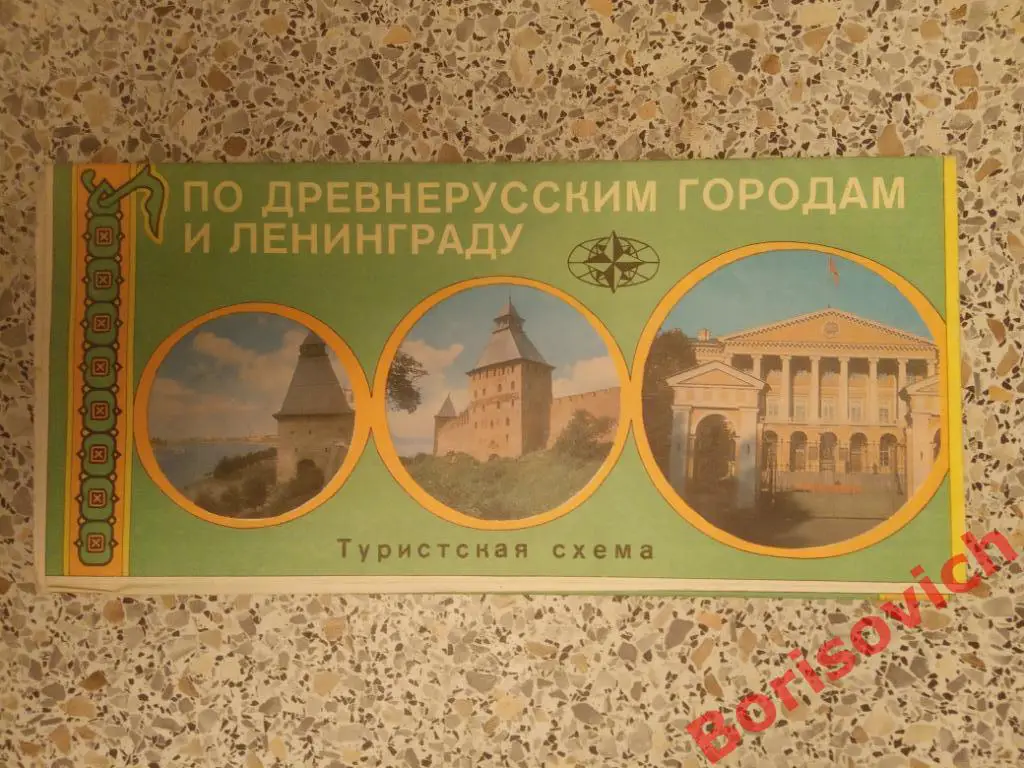 ПО ДРЕВНЕРУССКИМ ГОРОДАМ
И ЛЕНИНГРАДУ
Туристская схема
Borisovich